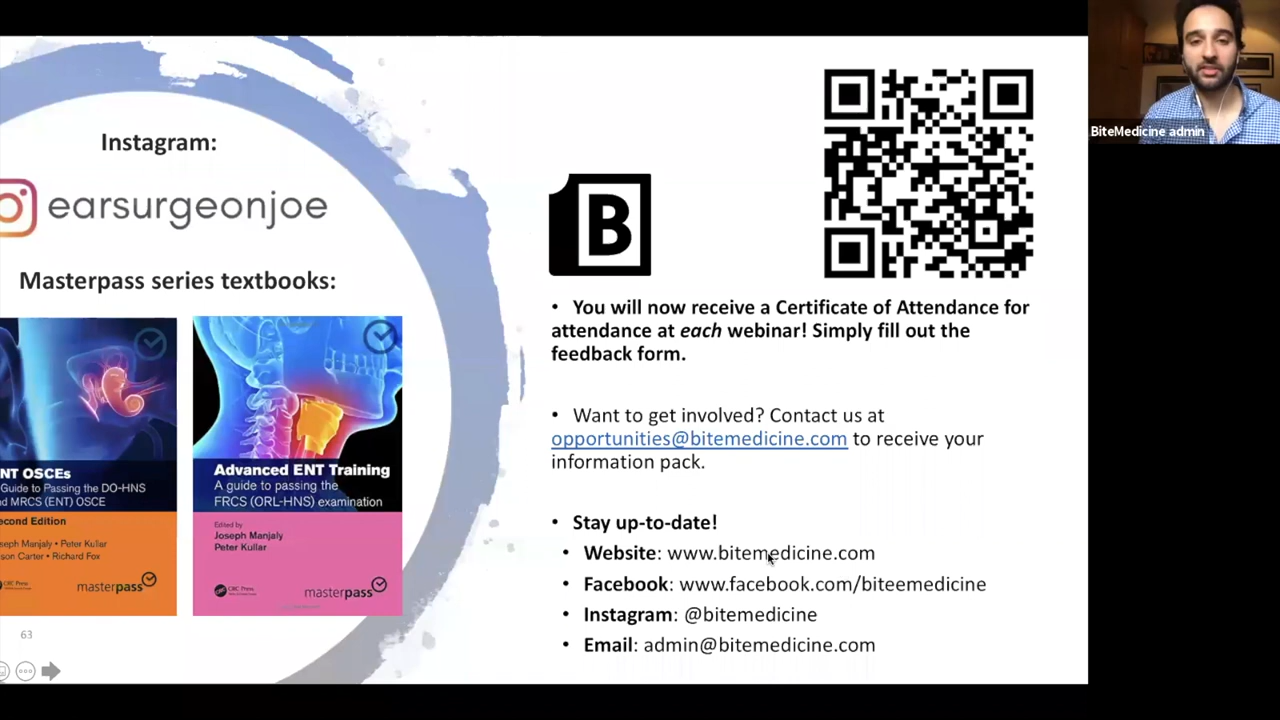 Instagram:
earsurgeonjoe
Masterpass series textbooks:
NT OSCEs
Guide to Passing the DO-HNS
nd MRCS (ENT) OSCE
econd Edition
seph Manjaly • Peter Kullar
son Carter • Richard Fox
CRC Press
masterpass
Advanced ENT Training
A guide to passing the
FRCS (ORL-HNS) examination
Edited by
Joseph Manjaly
Peter Kullar
CRC Press
masterpass
63
B
• You will now receive a Certificate of Attendance for
attendance at each webinar! Simply fill out the
feedback form.
• Want to get involved? Contact us at
opportunities@bitemedicine.com to receive your
information pack.
• Stay up-to-date!
• Website: www.bitemedicine.com
• Facebook: www.facebook.com/biteemedicine
• Instagram: @bitemedicine
• Email: admin@bitemedicine.com
BiteMedicine admin